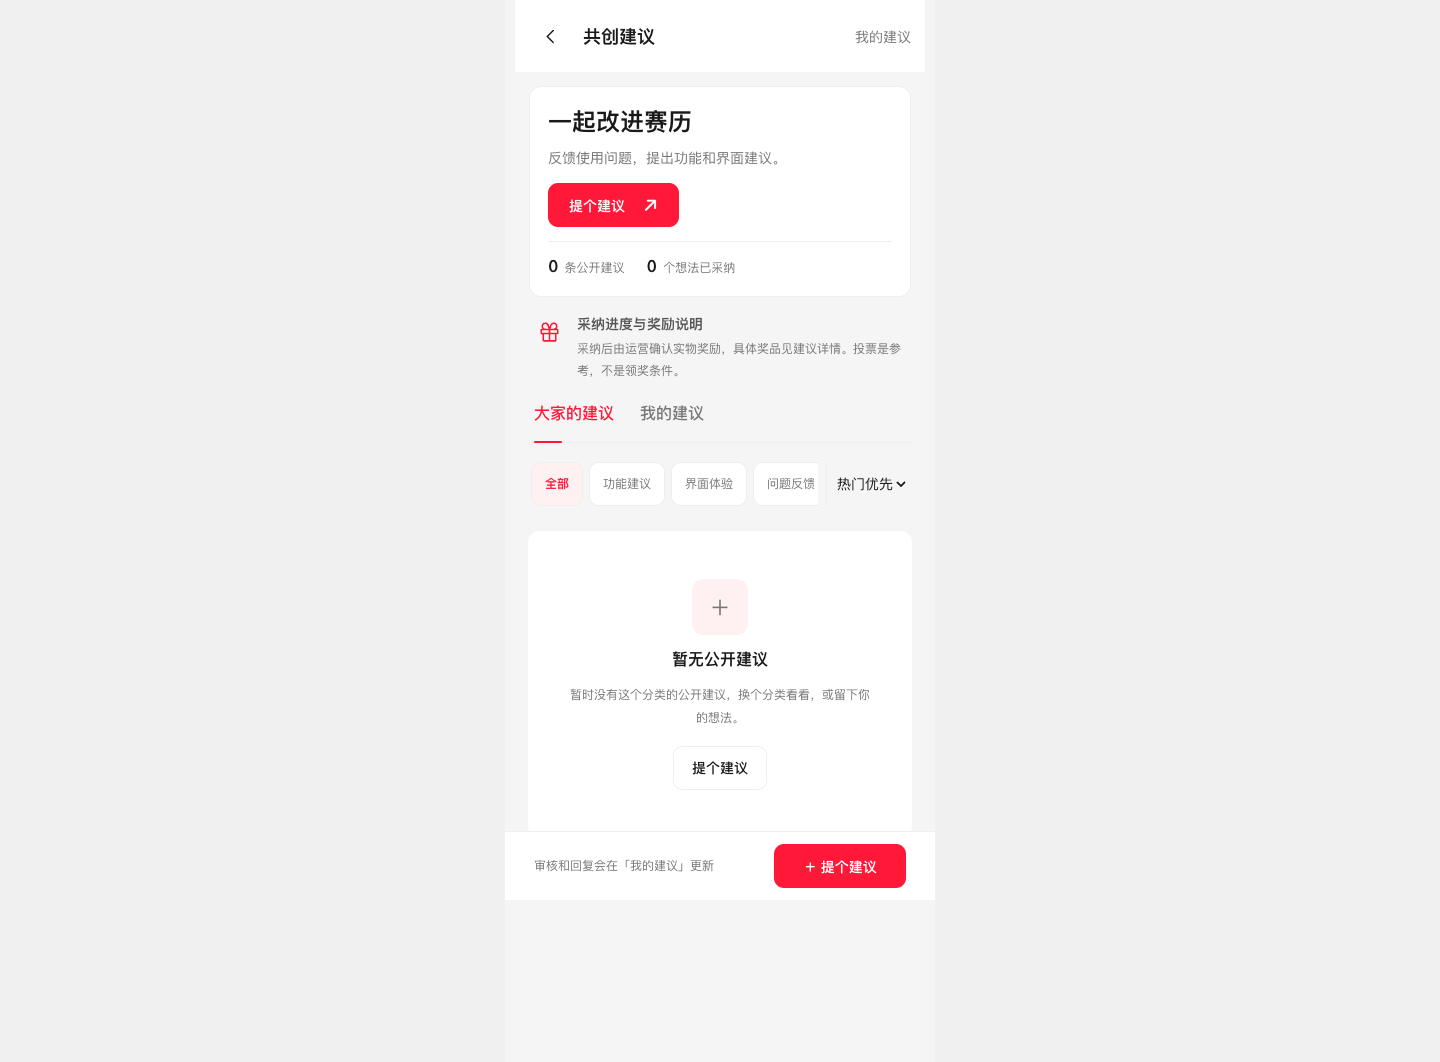 共创建议
我的建议
一起改进赛历
反馈使用问题，提出功能和界面建议。
提个建议
0 条公开建议 0 个想法已采纳
采纳进度与奖励说明
采纳后由运营确认实物奖励，具体奖品见建议详情。投票是参
考，不是领奖条件。
大家的建议 我的建议
全部 功能建议 界面体验 问题反馈 热门优先
暂无公开建议
暂时没有这个分类的公开建议，换个分类看看，或留下你
的想法。
提个建议
审核和回复会在「我的建议」更新
+ 提个建议